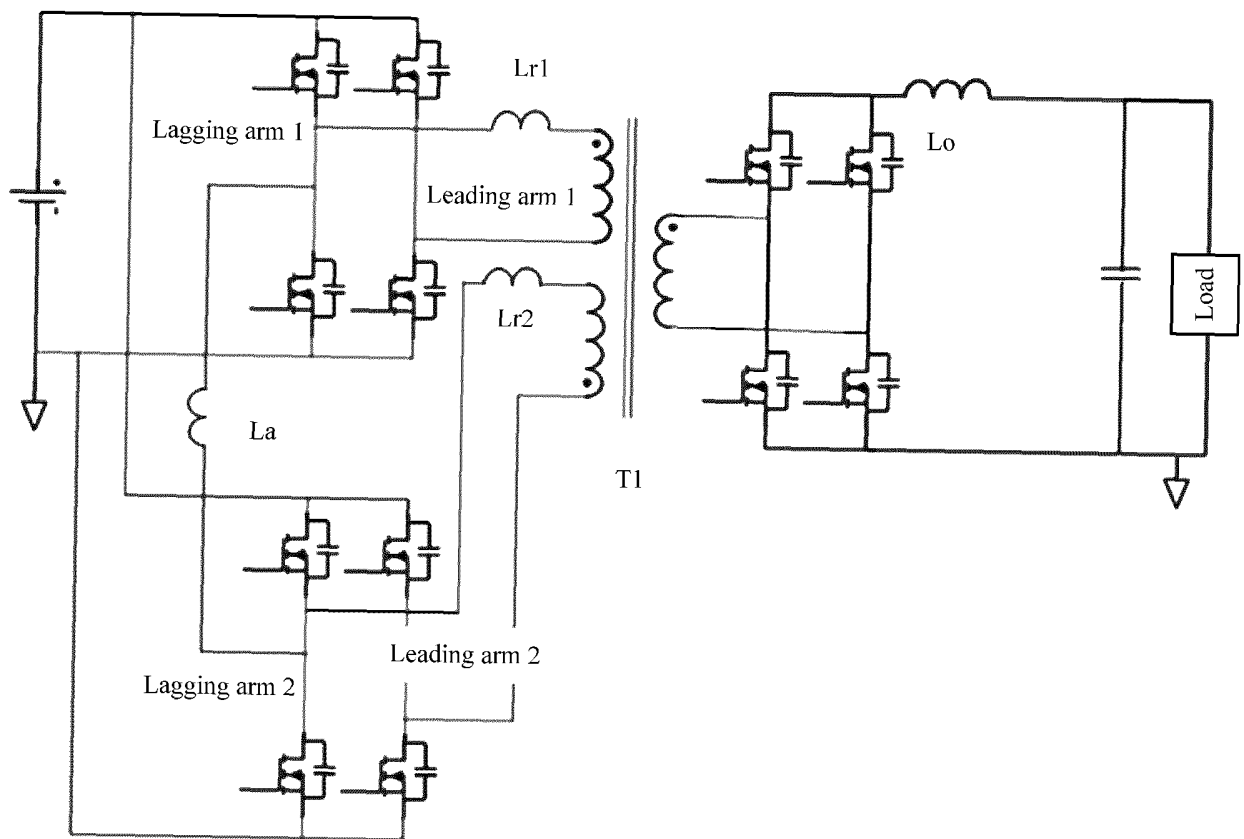 Lr1
Lagging arm 1
Lo
Leading arm 1
Load
Lr2
La
T1
Leading arm 2
Lagging arm 2